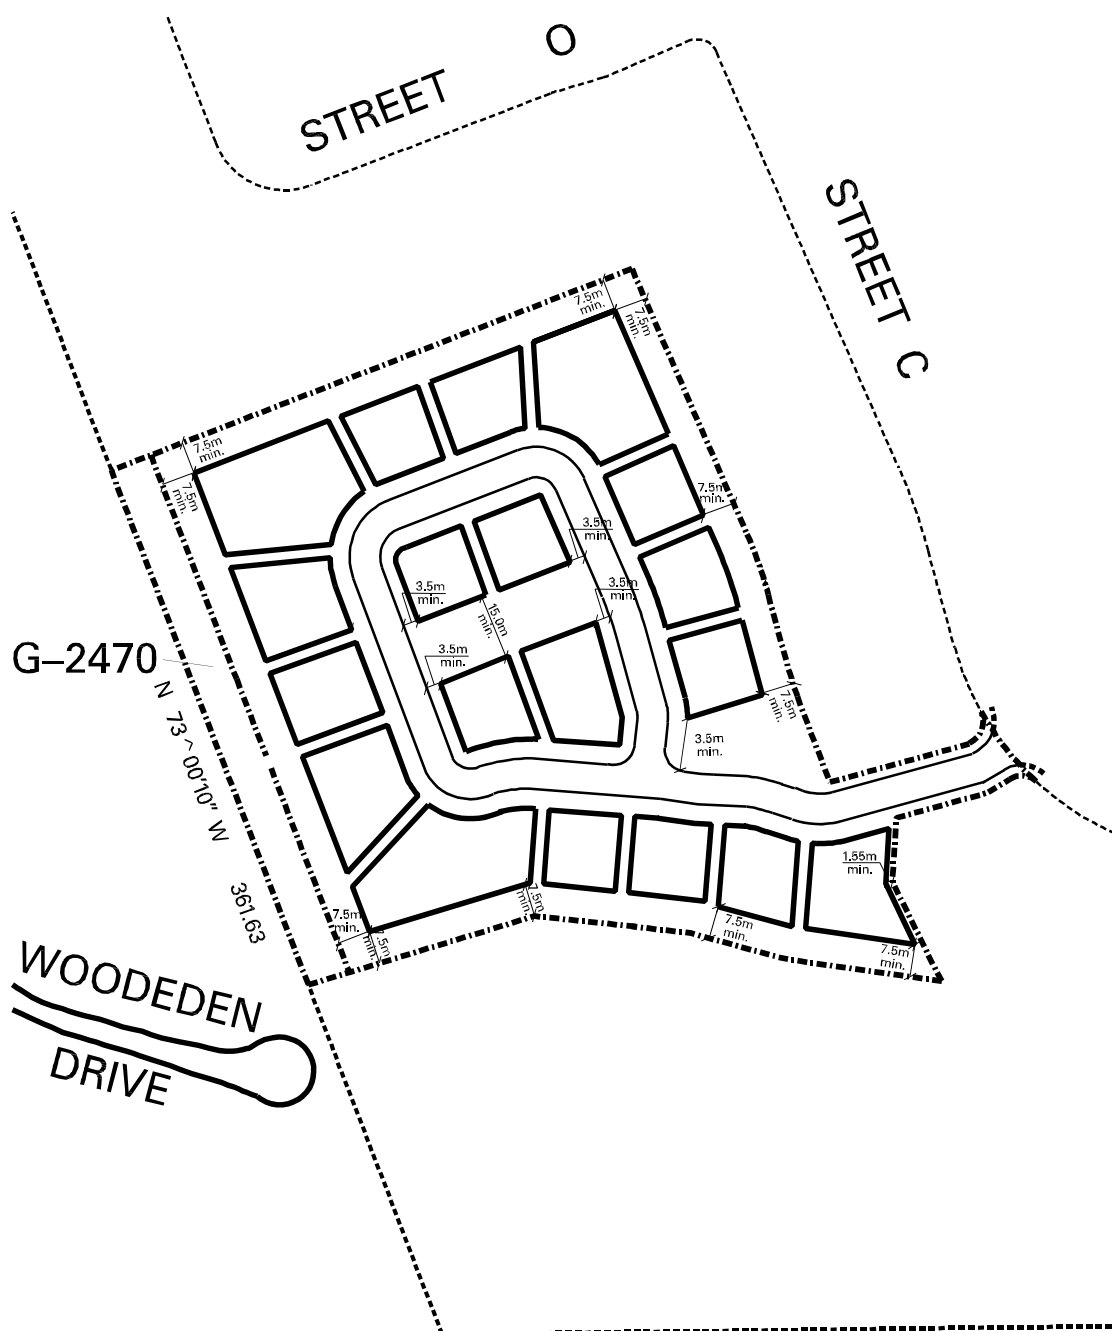 STREET O
STREET C
7.5m
min.
7.5m
min.
7.5m
min.
7.5m
min.
7.5m
min.
3.5m
min.
3.5m
min.
3.5m
min.
15.0m
min.
3.5m
min.
G–2470
N 73^00'10" W 361.63
7.5m
min.
3.5m
min.
1.55m
min.
7.5m
min.
7.5m
min.
7.5m
min.
7.5m
min.
7.5m
min.
WOODEDEN
DRIVE